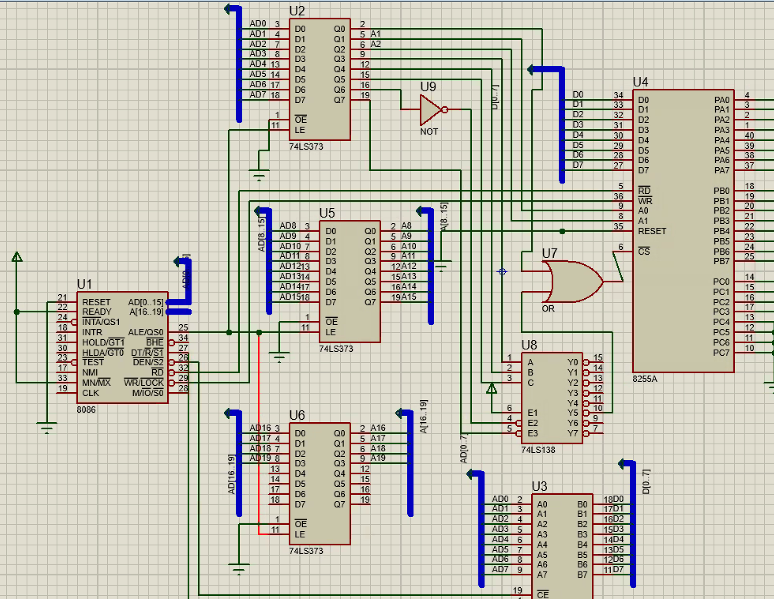 U2
AD0 3 D0 Q0 2
AD1 4 D1 Q1 5 A1
AD2 7 D2 Q2 6 A2
AD3 8 D3 Q3 9
AD4 13 D4 Q4 12
AD5 14 D5 Q5 15
AD6 17 D6 Q6 16
AD7 18 D7 Q7 19
1 OE
11 LE
74LS373
U9
NOT
D[0..7]
U4
D0 34 D0 PA0 4
D1 33 D1 PA1 3
D2 32 D2 PA2 2
D3 31 D3 PA3 1
D4 30 D4 PA4 40
D5 29 D5 PA5 39
D6 28 D6 PA6 38
D7 27 D7 PA7 37
5 RD PB0 18
36 WR PB1 19
9 A0 PB2 20
8 A1 PB3 21
35 RESET PB4 22
PB5 23
6 CS PB6 24
PB7 25
PC0 14
PC1 15
PC2 16
PC3 17
PC4 13
PC5 12
PC6 11
PC7 10
8255A
U5
AD[8..15]
AD8 3 D0 Q0 2 A8
AD9 4 D1 Q1 5 A9
AD10 7 D2 Q2 6 A10
AD11 8 D3 Q3 9 A11
AD12 13 D4 Q4 12 A12
AD13 14 D5 Q5 15 A13
AD14 17 D6 Q6 16 A14
AD15 18 D7 Q7 19 A15
A[8..15]
1 OE
11 LE
74LS373
U7
OR
U1
21 RESET AD[0..15]
22 READY A[16..19]
24 INTA/QS1
18 INTR ALE/QS0 25
31 HOLD/GT1 BHE 34
30 HLDA/GT0 DT/R/S1 27
23 TEST DEN/S2 26
17 NMI RD 32
33 MN/MX WR/LOCK 29
19 CLK M/IO/S0 28
8086
U8
1 A Y0 15
2 B Y1 14
3 C Y2 13
Y3 12
Y4 11
6 E1 Y5 10
4 E2 Y6 9
5 E3 Y7 7
74LS138
U6
AD[16..19]
AD16 3 D0 Q0 2 A16
AD17 4 D1 Q1 5 A17
AD18 7 D2 Q2 6 A18
AD19 8 D3 Q3 9 A19
13 D4 Q4 12
14 D5 Q5 15
17 D6 Q6 16
18 D7 Q7 19
A[16..19]
1 OE
11 LE
74LS373
AD[0..7]
U3
AD0 2 A0 B0 18 D0
AD1 3 A1 B1 17 D1
AD2 4 A2 B2 16 D2
AD3 5 A3 B3 15 D3
AD4 6 A4 B4 14 D4
AD5 7 A5 B5 13 D5
AD6 8 A6 B6 12 D6
AD7 9 A7 B7 11 D7
D[0..7]
19 CE